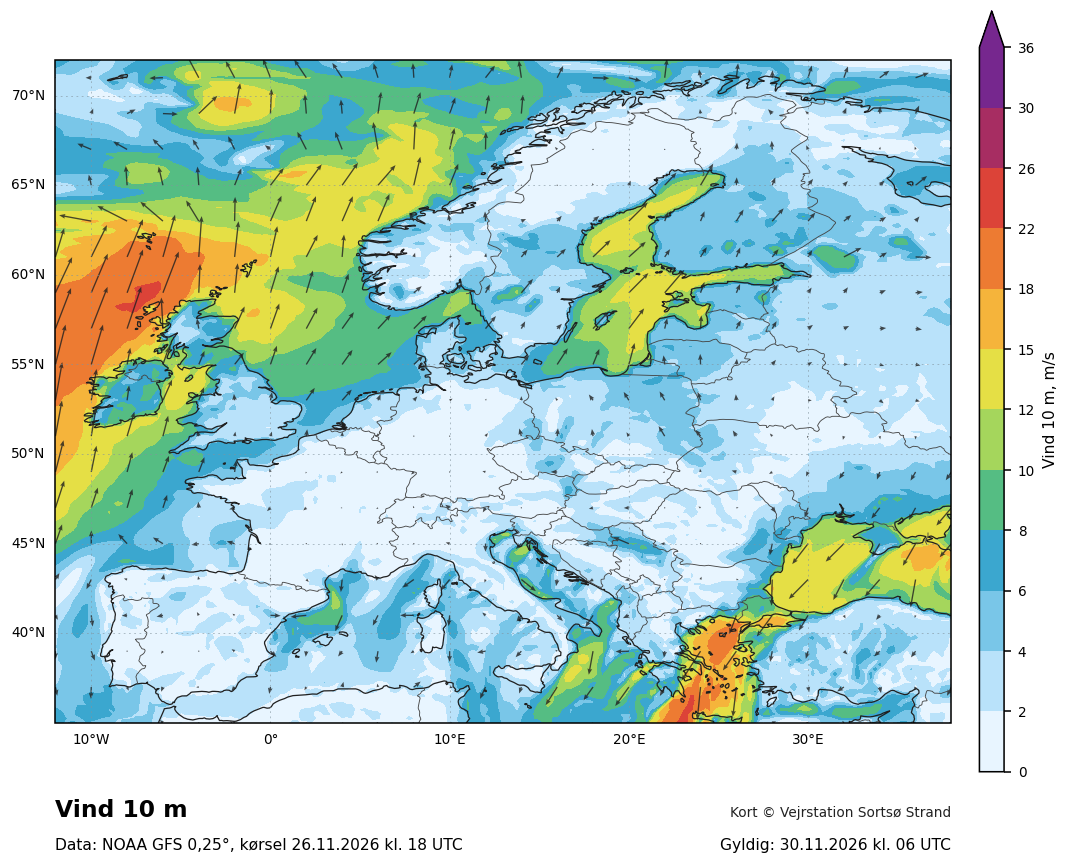 70°N
65°N
60°N
55°N
50°N
45°N
40°N
10°W
0°
10°E
20°E
30°E
36
30
26
22
18
15
12
10
8
6
4
2
0
Vind 10 m, m/s
Vind 10 m
Kort © Vejrstation Sortsø Strand
Data: NOAA GFS 0,25°, kørsel 26.11.2026 kl. 18 UTC
Gyldig: 30.11.2026 kl. 06 UTC